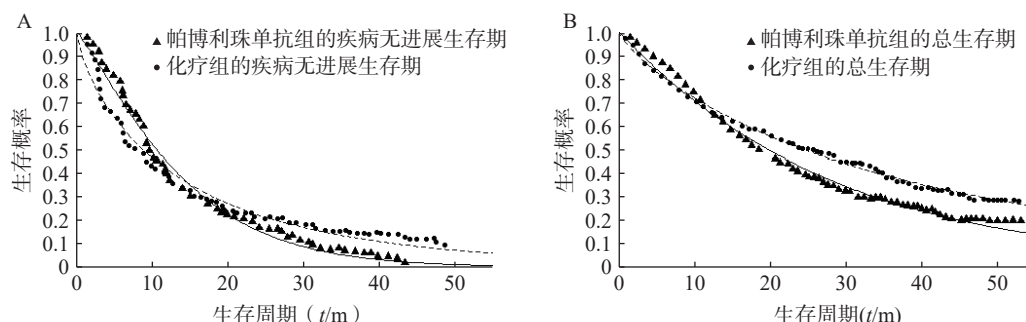 A
▲ 帕博利珠单抗组的疾病无进展生存期
● 化疗组的疾病无进展生存期
1.0
0.9
0.8
0.7
0.6
0.5
0.4
0.3
0.2
0.1
0
生存概率
0 10 20 30 40 50
生存周期（t/m）
B
▲ 帕博利珠单抗组的总生存期
● 化疗组的总生存期
1.0
0.9
0.8
0.7
0.6
0.5
0.4
0.3
0.2
0.1
0
生存概率
0 10 20 30 40 50
生存周期(t/m)